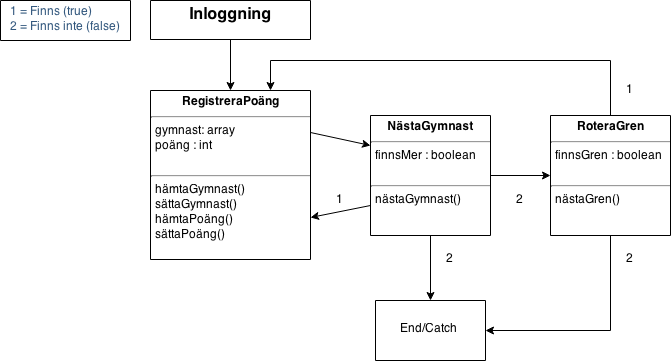 1 = Finns (true)
2 = Finns inte (false)
Inloggning
RegistreraPoäng
gymnast: array
poäng : int
hämtaGymnast()
sättaGymnast()
hämtaPoäng()
sättaPoäng()
NästaGymnast
finnsMer : boolean
nästaGymnast()
RoteraGren
finnsGren : boolean
nästaGren()
1
1
2
2
2
End/Catch